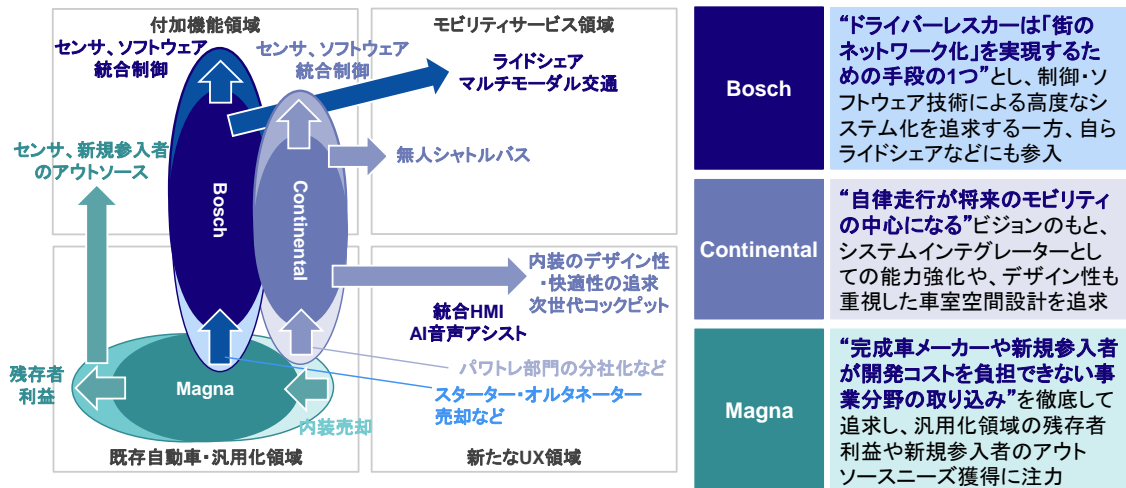 付加機能領域
モビリティサービス領域
センサ、ソフトウェア
統合制御
センサ、ソフトウェア
統合制御
ライドシェア
マルチモーダル交通
センサ、新規参入者
のアウトソース
無人シャトルバス
Bosch
Continental
内装のデザイン性
・快適性の追求
次世代コックピット
統合HMI
AI音声アシスト
パワトレ部門の分社化など
スターター・オルタネーター
売却など
残存者
利益
Magna
内装売却
既存自動車・汎用化領域
新たなUX領域
Bosch
“ドライバーレスカーは「街の
ネットワーク化」を実現するた
めの手段の1つ”とし、制御・ソ
フトウェア技術による高度なシ
ステム化を追求する一方、自ら
ライドシェアなどにも参入
Continental
“自律走行が将来のモビリティ
の中心になる”ビジョンのもと、
システムインテグレーターとし
ての能力強化や、デザイン性も
重視した車室空間設計を追求
Magna
“完成車メーカーや新規参入者
が開発コストを負担できない事
業分野の取り込み”を徹底して
追求し、汎用化領域の残存者
利益や新規参入者のアウト
ソースニーズ獲得に注力